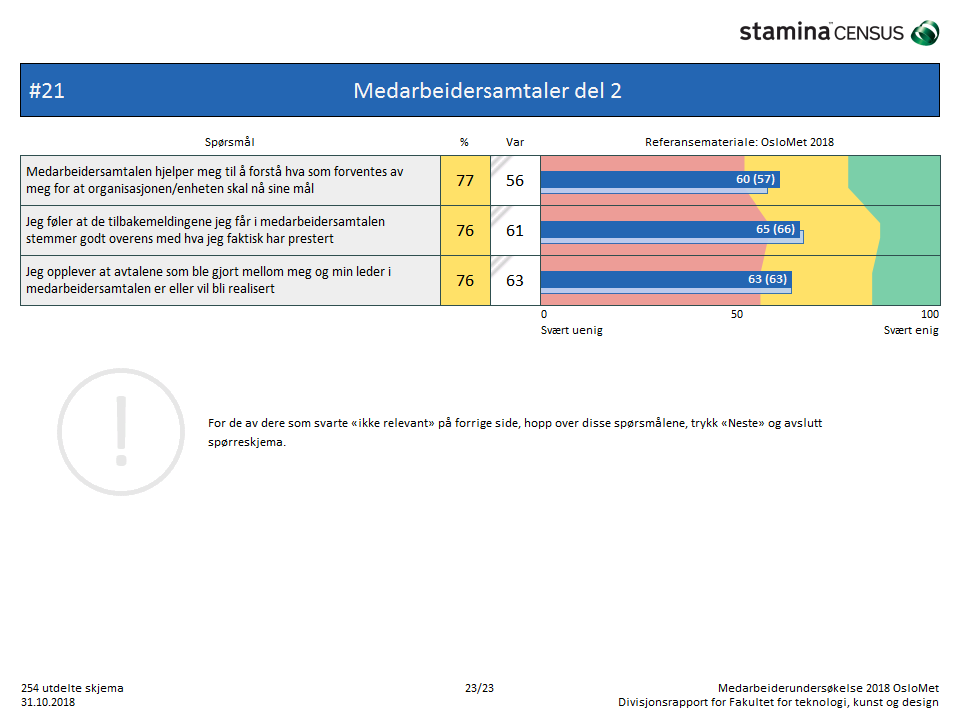 stamina™CENSUS
#21 Medarbeidersamtaler del 2
Spørsmål % Var Referansemateriale: OsloMet 2018
Medarbeidersamtalen hjelper meg til å forstå hva som forventes av
meg for at organisasjonen/enheten skal nå sine mål
77 56 60 (57)
Jeg føler at de tilbakemeldingene jeg får i medarbeidersamtalen
stemmer godt overens med hva jeg faktisk har prestert
76 61 65 (66)
Jeg opplever at avtalene som ble gjort mellom meg og min leder i
medarbeidersamtalen er eller vil bli realisert
76 63 63 (63)
0 50 100
Svært uenig Svært enig
!
For de av dere som svarte «ikke relevant» på forrige side, hopp over disse spørsmålene, trykk «Neste» og avslutt
spørreskjema.
254 utdelte skjema 23/23 Medarbeiderundersøkelse 2018 OsloMet
31.10.2018 Divisjonsrapport for Fakultet for teknologi, kunst og design